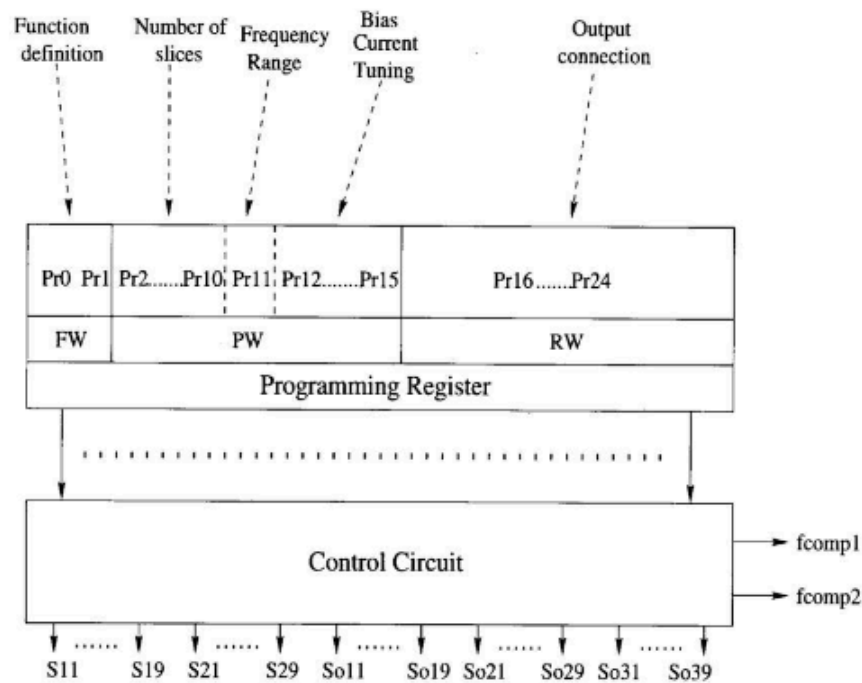 Function
definition
Number of
slices
Frequency
Range
Bias
Current
Tuning
Output
connection
Pr0 Pr1 Pr2.......Pr10 Pr11 Pr12.......Pr15 Pr16.......Pr24
FW PW RW
Programming Register
Control Circuit
fcomp1
fcomp2
S11 S19 S21 S29 So11 So19 So21 So29 So31 So39